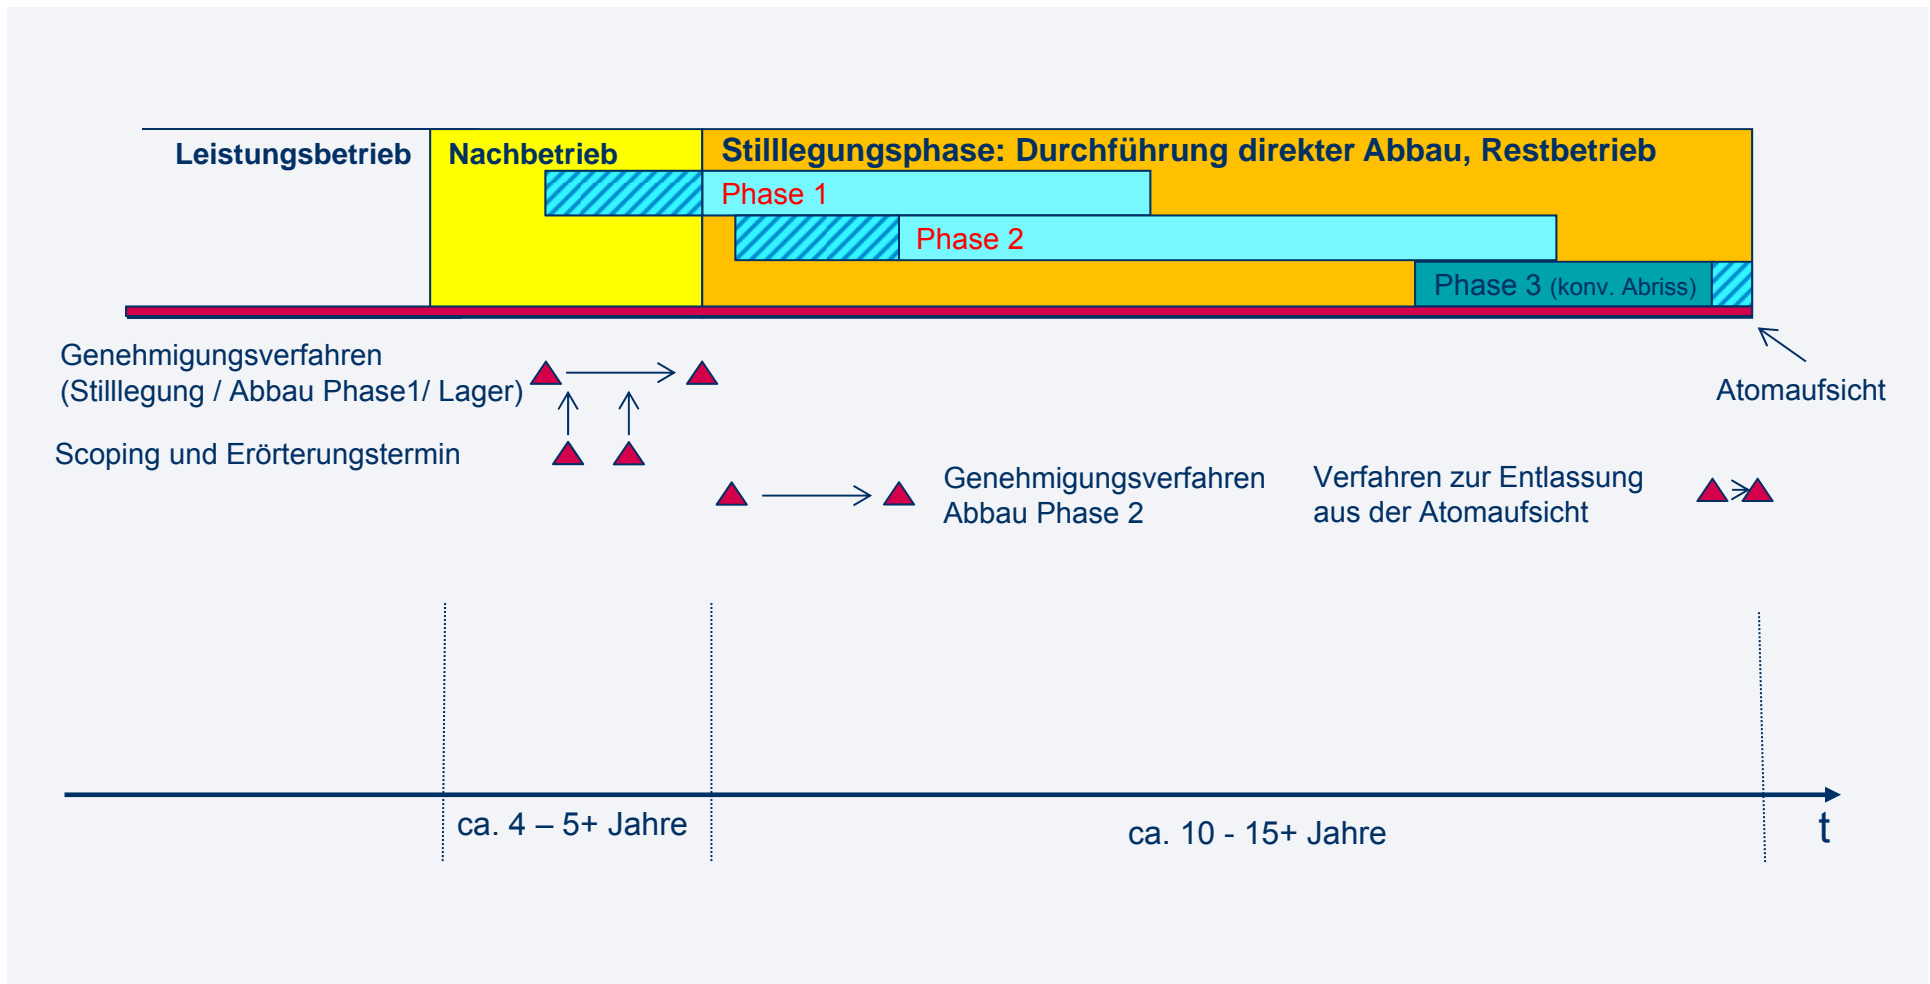 Leistungsbetrieb
Nachbetrieb
Stilllegungsphase: Durchführung direkter Abbau, Restbetrieb
Phase 1
Phase 2
Phase 3 (konv. Abriss)
Genehmigungsverfahren
(Stilllegung / Abbau Phase1/ Lager)
Atomaufsicht
Scoping und Erörterungstermin
Genehmigungsverfahren
Abbau Phase 2
Verfahren zur Entlassung
aus der Atomaufsicht
ca. 4 – 5+ Jahre
ca. 10 - 15+ Jahre
t